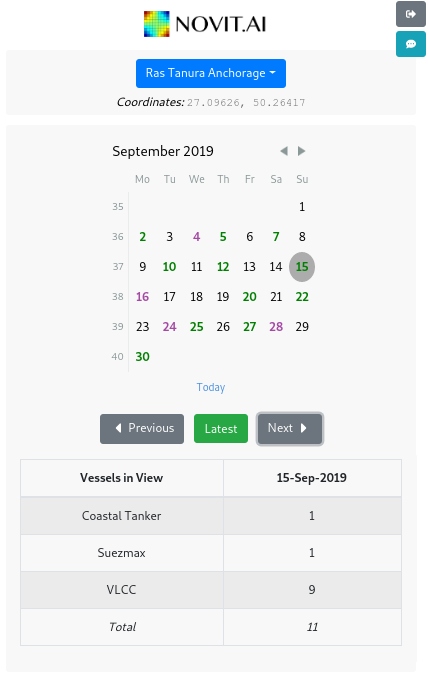 NOVIT.AI
Ras Tanura Anchorage
Coordinates: 27.09626, 50.26417
September 2019
Mo Tu We Th Fr Sa Su
35 1
36 2 3 4 5 6 7 8
37 9 10 11 12 13 14 15
38 16 17 18 19 20 21 22
39 23 24 25 26 27 28 29
40 30
Today
Previous Latest Next
Vessels in View 15-Sep-2019
Coastal Tanker 1
Suezmax 1
VLCC 9
Total 11